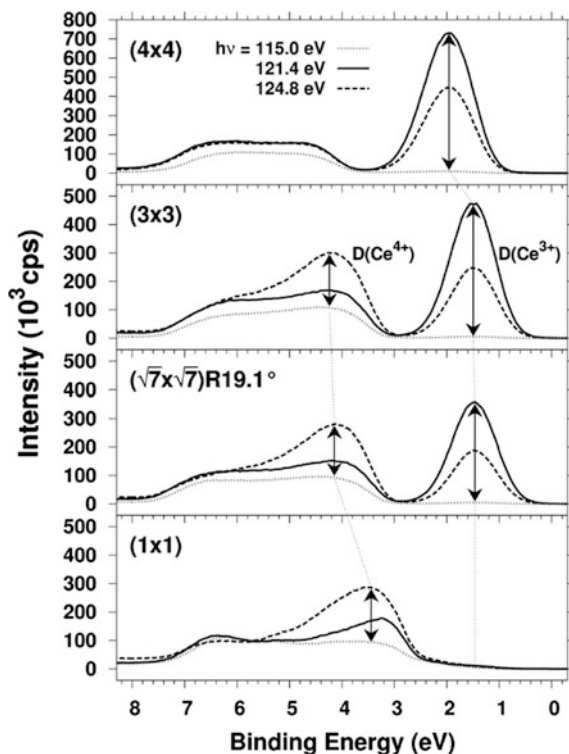 (4x4)
hν = 115.0 eV
121.4 eV
124.8 eV
800
700
600
500
400
300
200
100
0
(3x3)
D(Ce4+)
D(Ce3+)
500
400
300
200
100
0
(√7x√7)R19.1°
500
400
300
200
100
0
(1x1)
500
400
300
200
100
0
8 7 6 5 4 3 2 1 0
Intensity (10³ cps)
Binding Energy (eV)